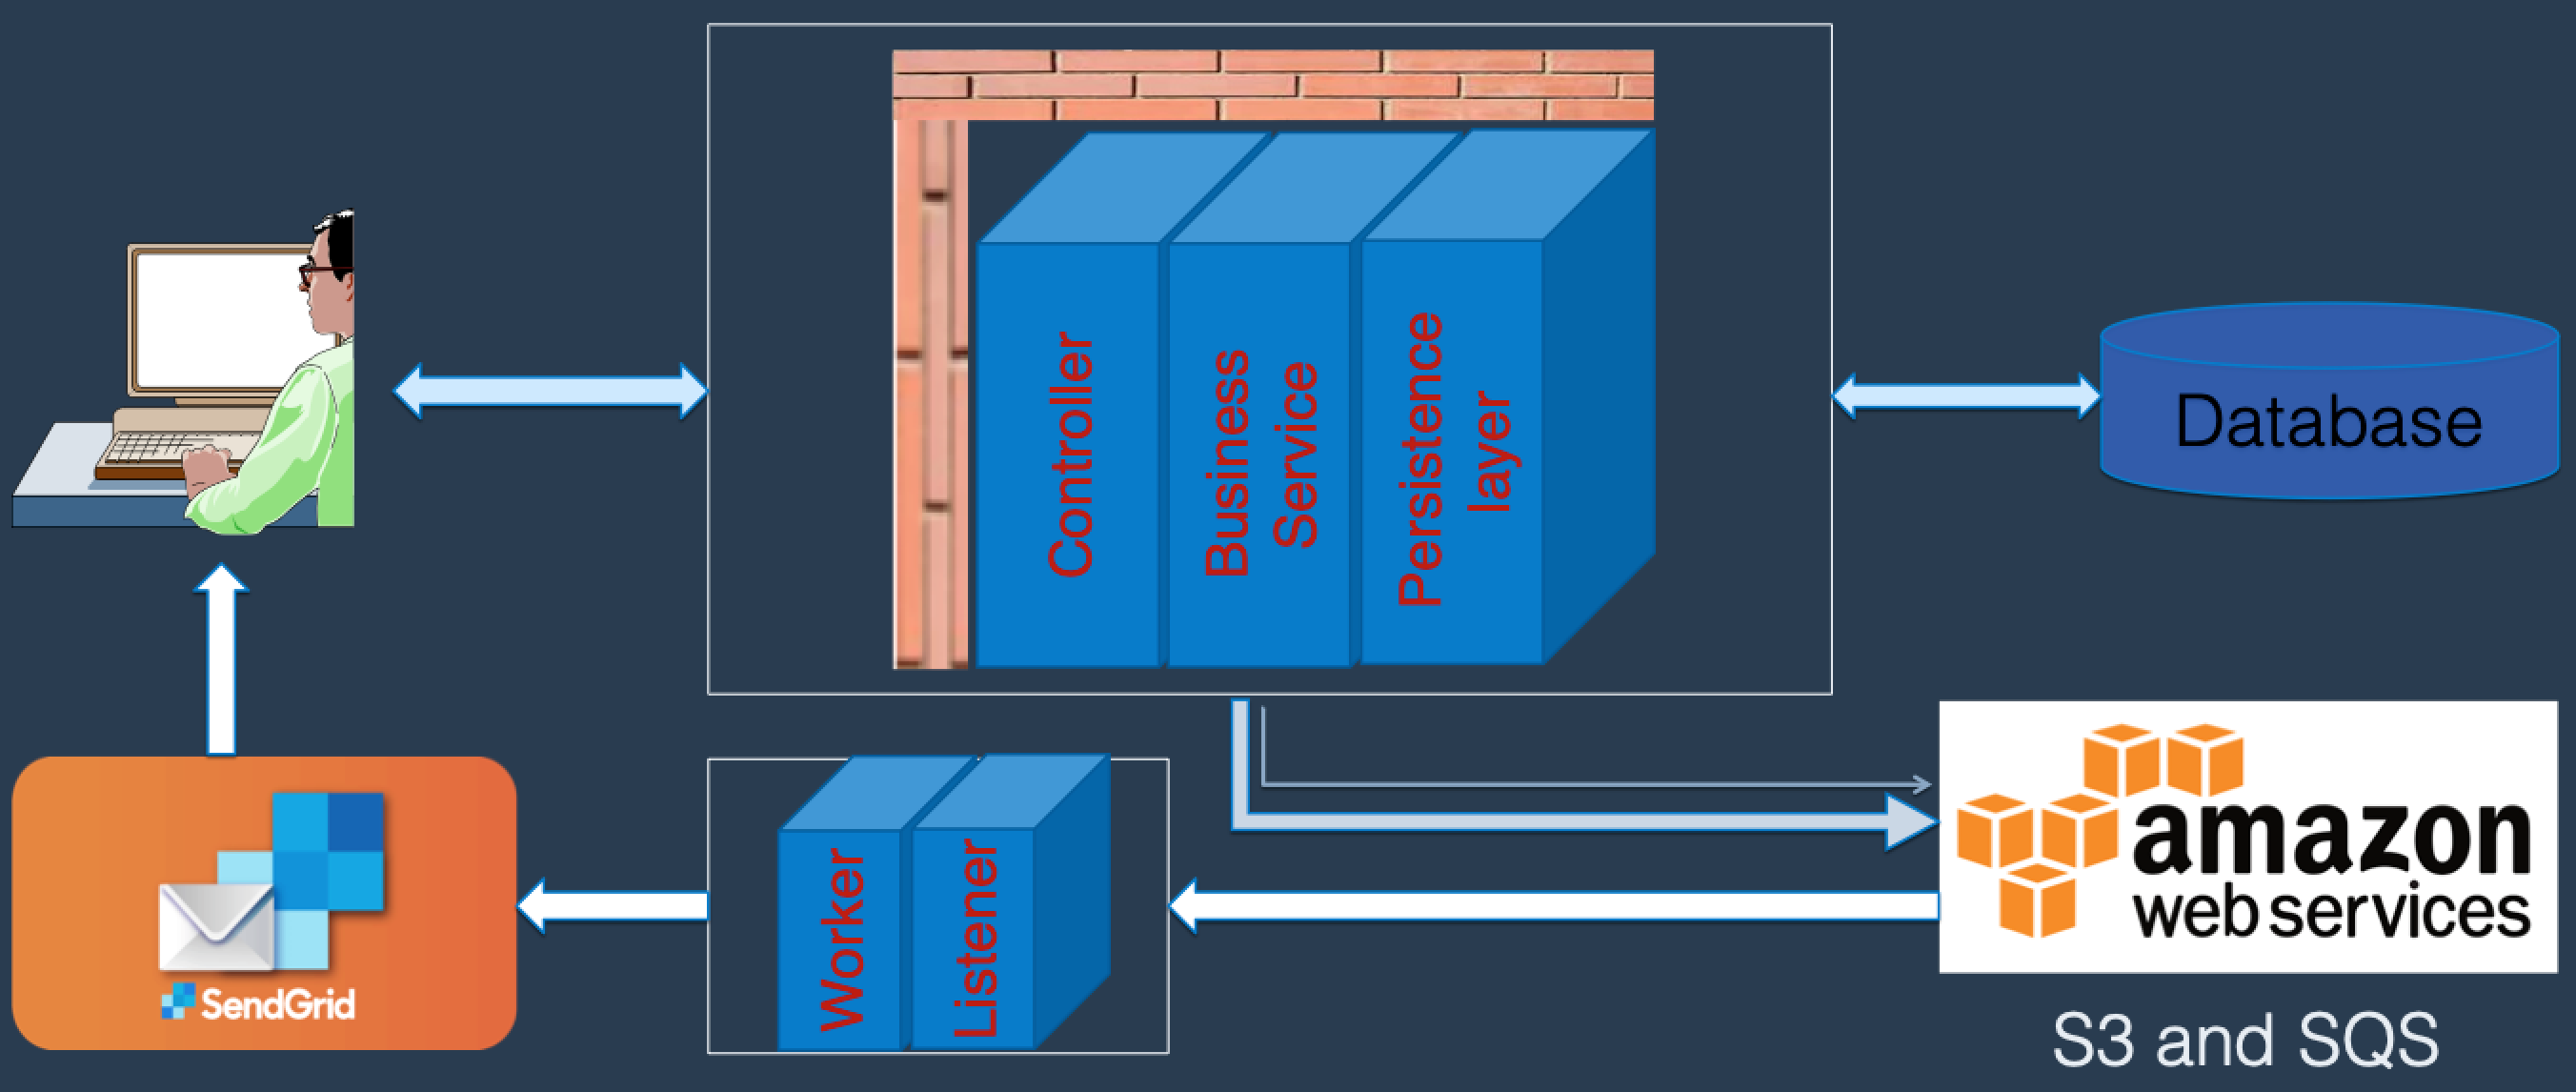 Controller
Business
Service
Persistence
layer
Database
Worker
Listener
SendGrid
amazon
web services
S3 and SQS